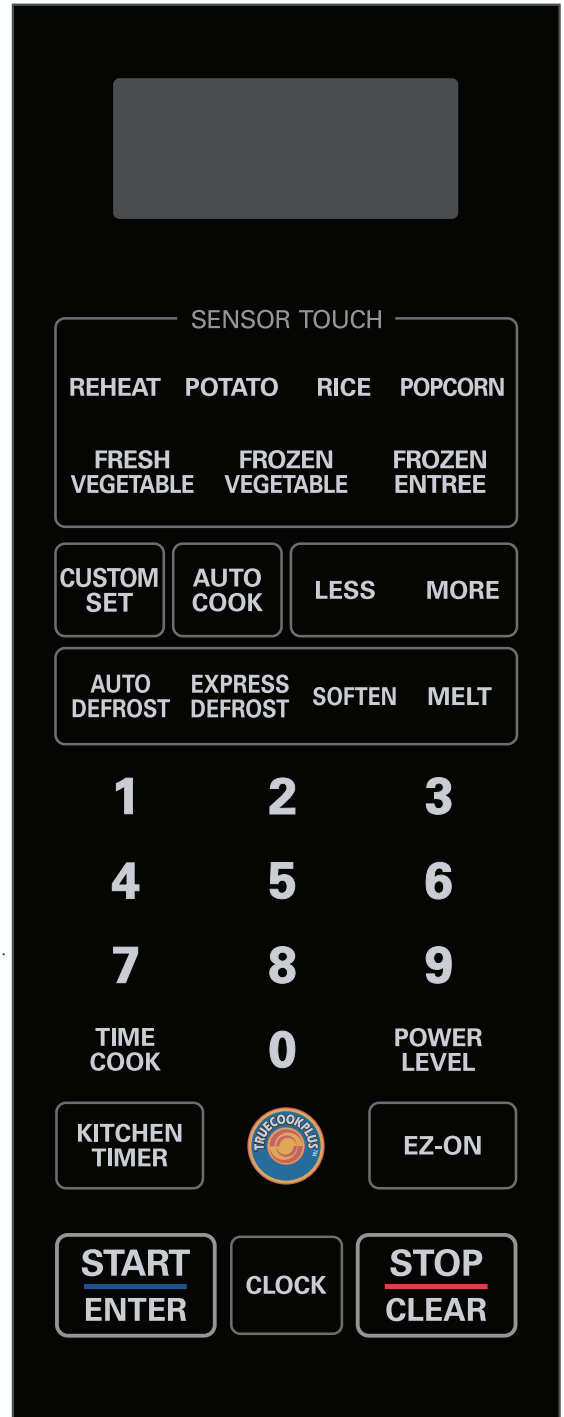 SENSOR TOUCH
REHEAT POTATO RICE POPCORN
FRESH VEGETABLE FROZEN VEGETABLE FROZEN ENTREE
CUSTOM SET AUTO COOK LESS MORE
AUTO DEFROST EXPRESS DEFROST SOFTEN MELT
1 2 3
4 5 6
7 8 9
TIME COOK 0 POWER LEVEL
KITCHEN TIMER TRUECOOKPLUS™ EZ-ON
START ENTER CLOCK STOP CLEAR